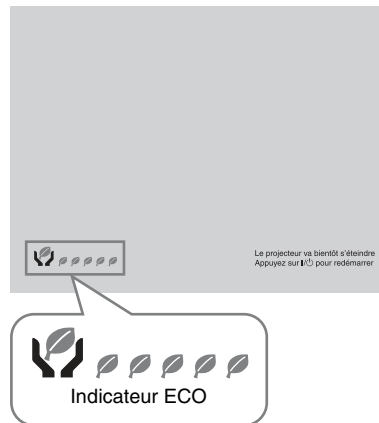 Le projecteur va bientôt s'éteindre
Appuyez sur I/⏻ pour redémarrer
Indicateur ECO